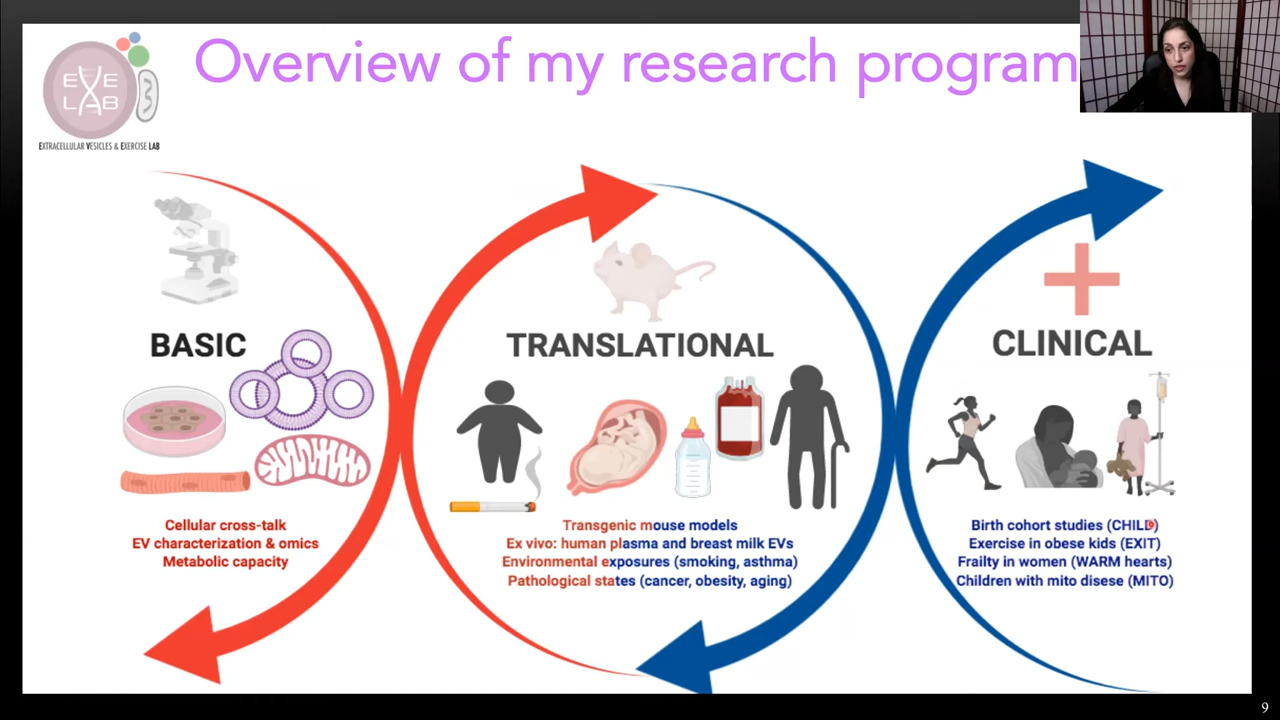 Overview of my research program
EVE
LAB
EXTRACELLULAR VESICLES & EXERCISE LAB
BASIC
Cellular cross-talk
EV characterization & omics
Metabolic capacity
TRANSLATIONAL
Transgenic mouse models
Ex vivo: human plasma and breast milk EVs
Environmental exposures (smoking, asthma)
Pathological states (cancer, obesity, aging)
CLINICAL
Birth cohort studies (CHILD)
Exercise in obese kids (EXIT)
Frailty in women (WARM hearts)
Children with mito disese (MITO)
9